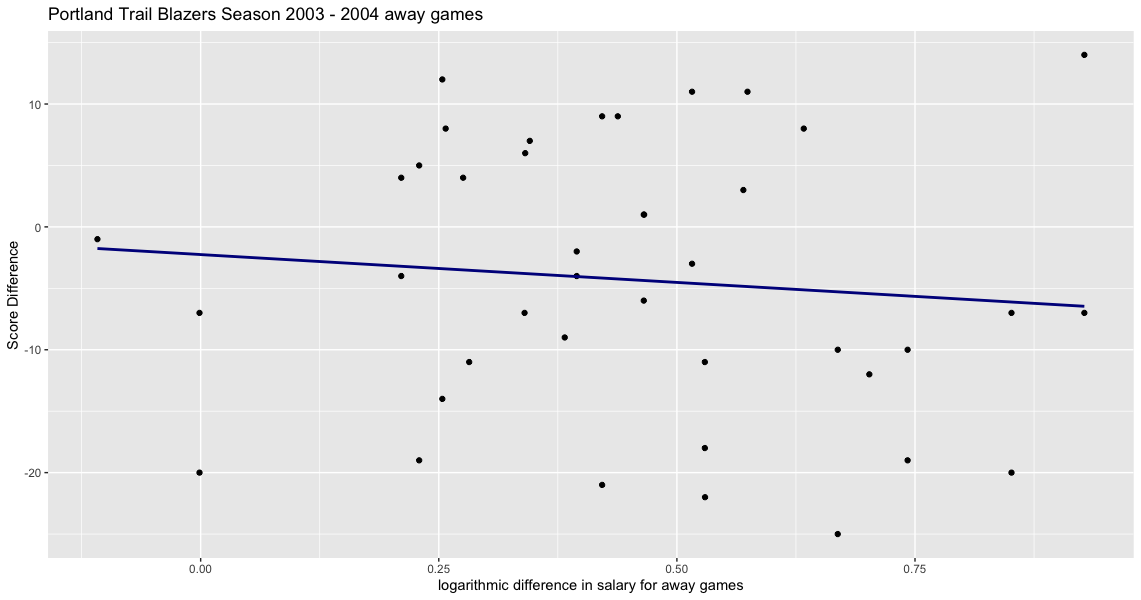 Portland Trail Blazers Season 2003 - 2004 away games
Score Difference
10
0
-10
-20
0.00 0.25 0.50 0.75
logarithmic difference in salary for away games